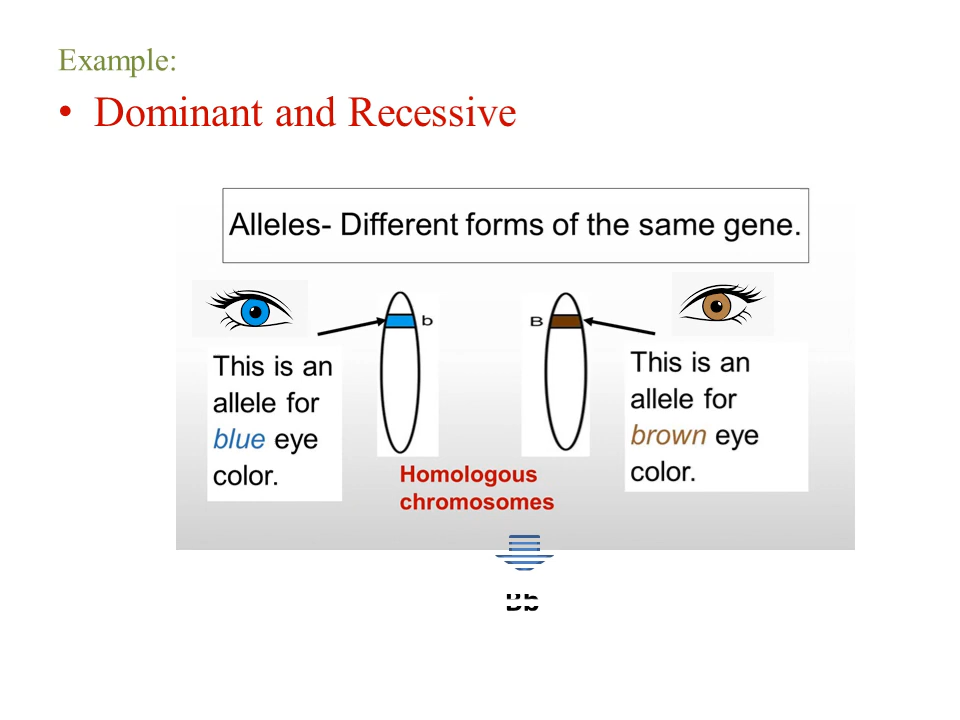 Example:
• Dominant and Recessive
Alleles- Different forms of the same gene.
b
B
This is an
allele for
blue eye
color.
This is an
allele for
brown eye
color.
Homologous
chromosomes
Bb